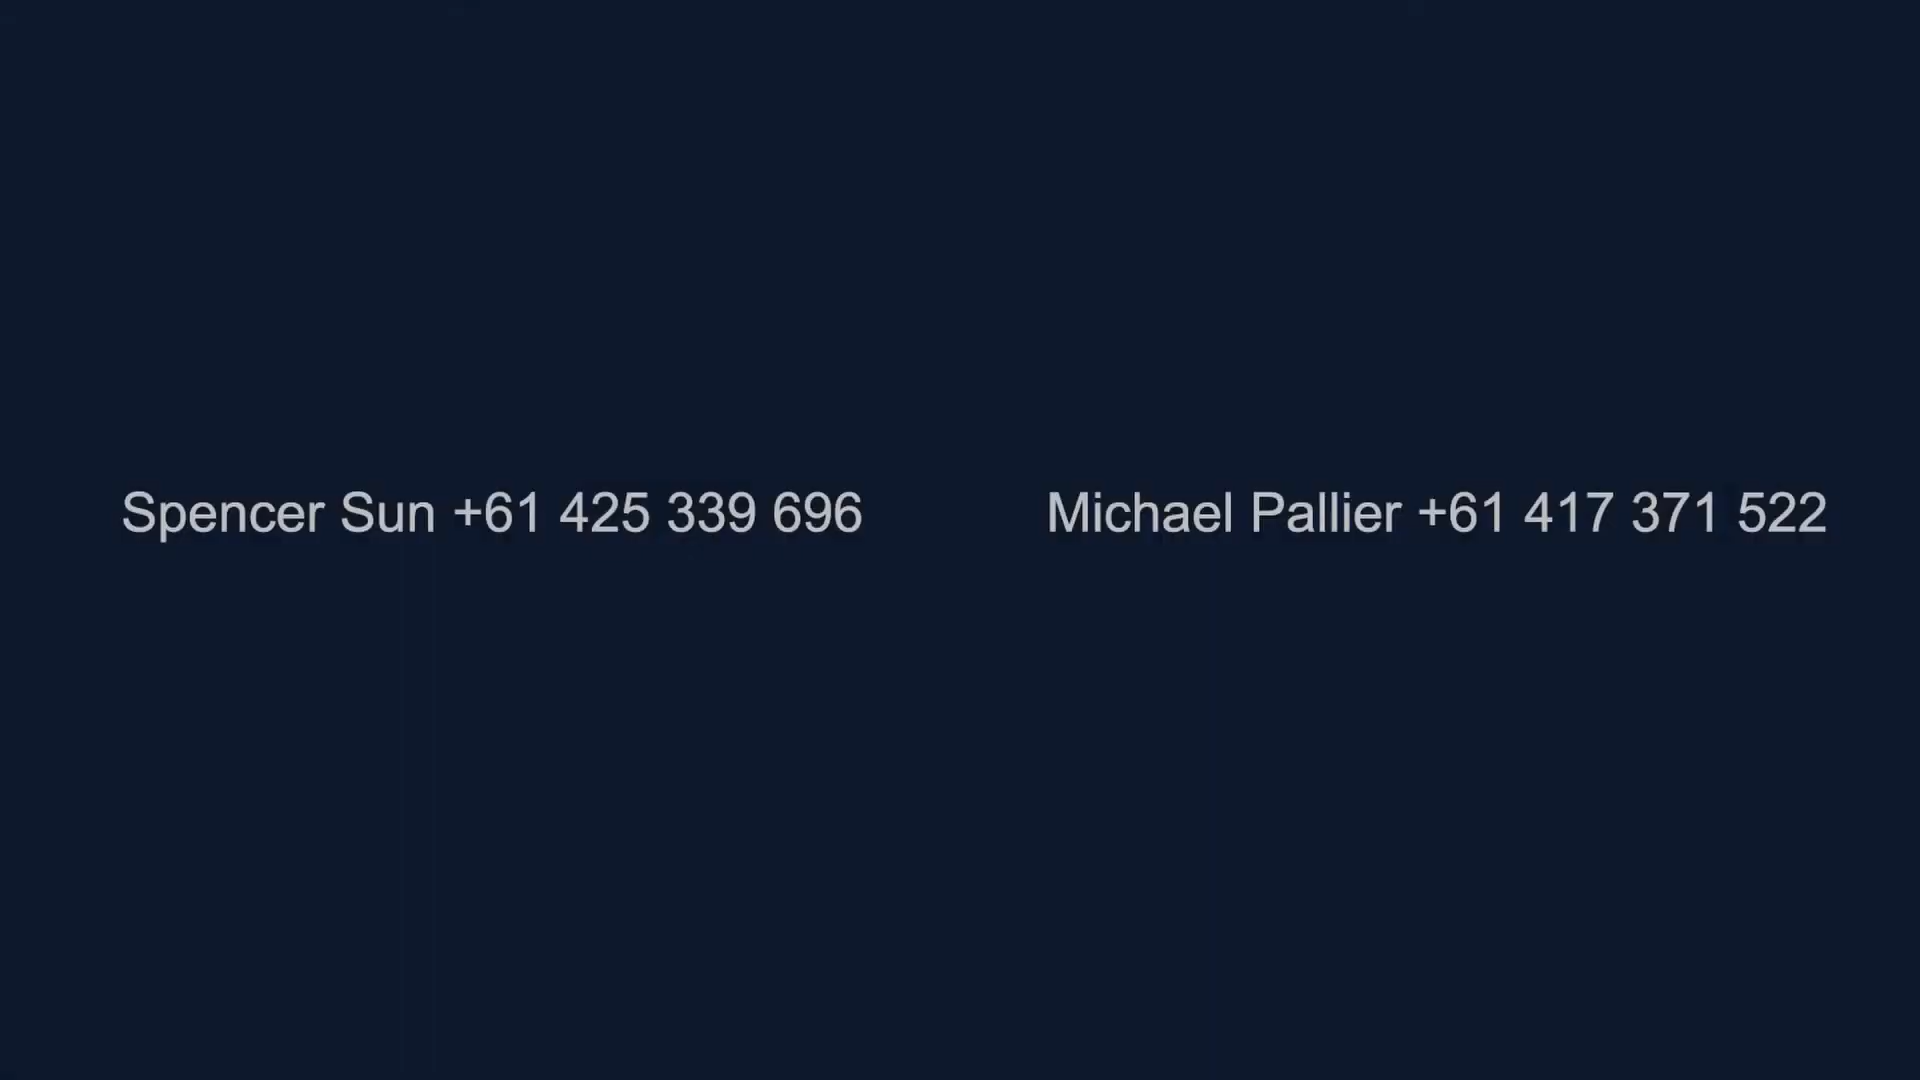 Spencer Sun +61 425 339 696
Michael Pallier +61 417 371 522